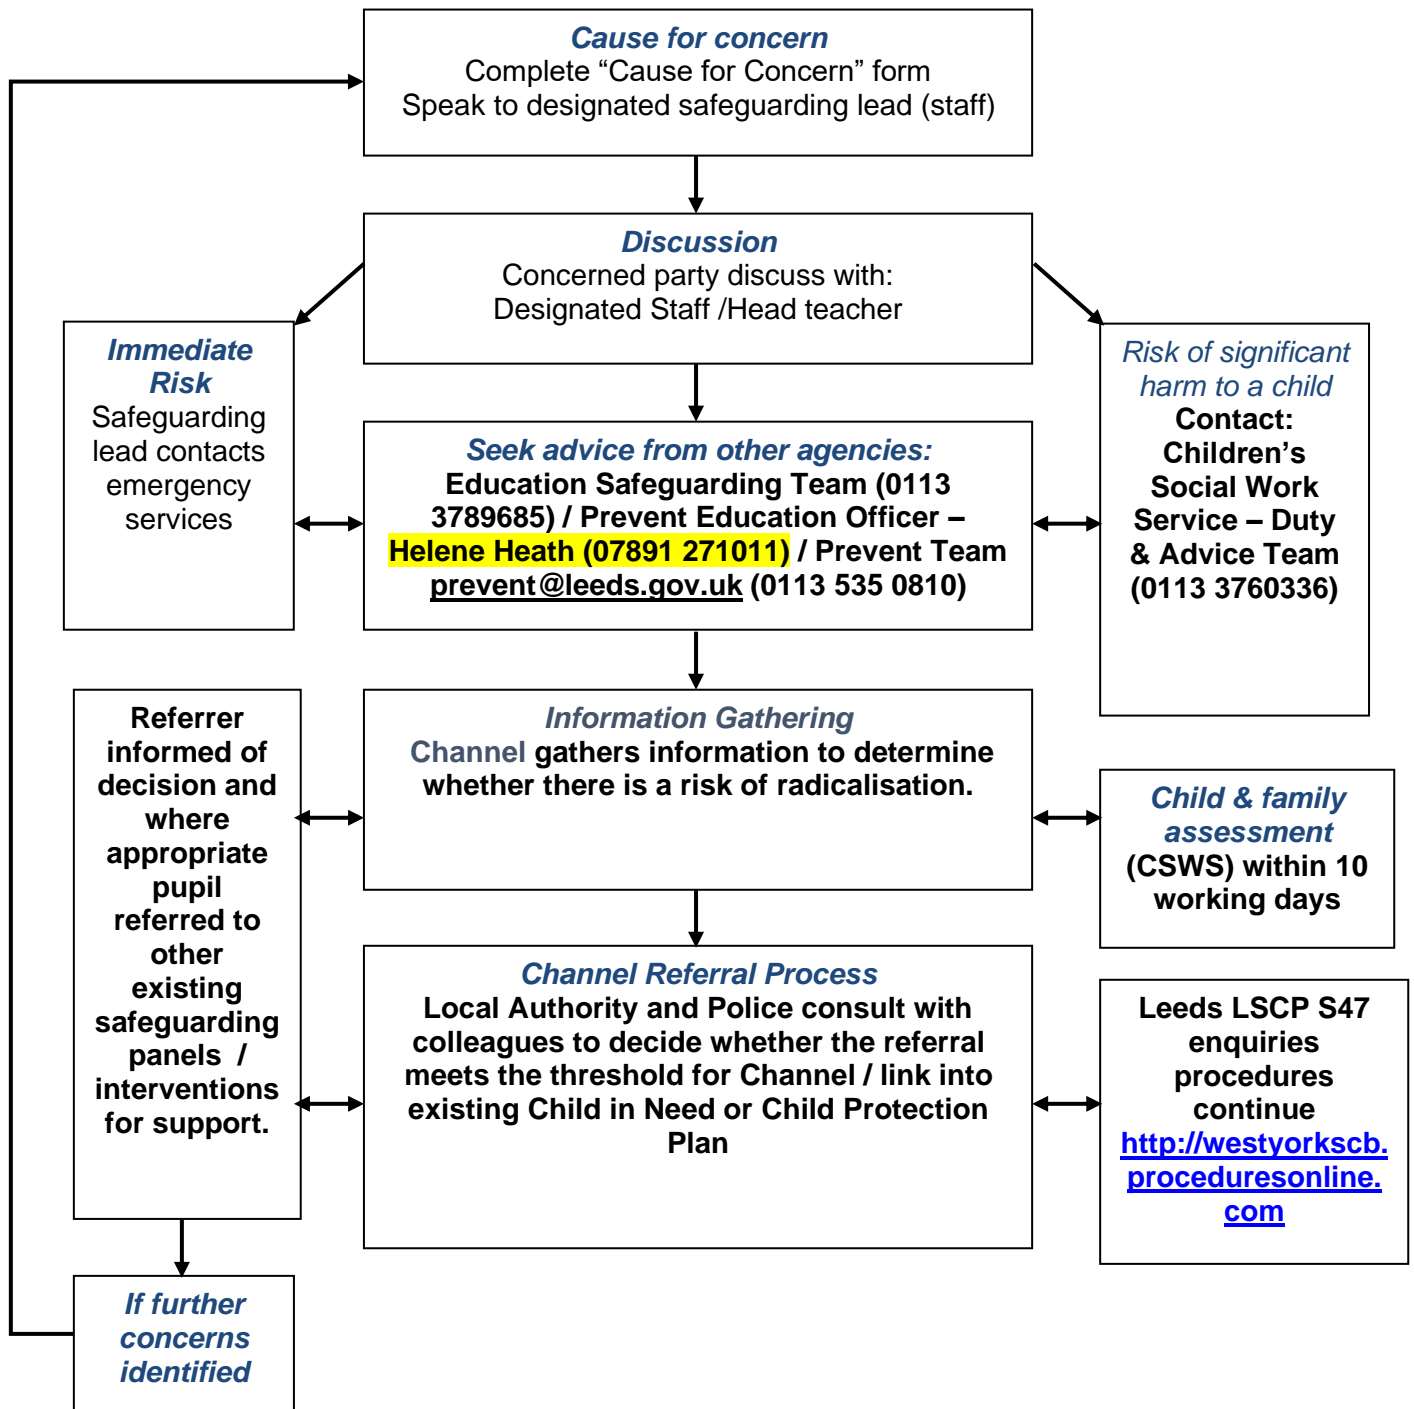 Cause for concern
Complete “Cause for Concern” form
Speak to designated safeguarding lead (staff)
Discussion
Concerned party discuss with:
Designated Staff /Head teacher
Immediate
Risk
Safeguarding
lead contacts
emergency
services
Seek advice from other agencies:
Education Safeguarding Team (0113
3789685) / Prevent Education Officer –
Helene Heath (07891 271011) / Prevent Team
prevent@leeds.gov.uk (0113 535 0810)
Risk of significant
harm to a child
Contact:
Children’s
Social Work
Service – Duty
& Advice Team
(0113 3760336)
Referrer
informed of
decision and
where
appropriate
pupil
referred to
other
existing
safeguarding
panels /
interventions
for support.
Information Gathering
Channel gathers information to determine
whether there is a risk of radicalisation.
Child & family
assessment
(CSWS) within 10
working days
Channel Referral Process
Local Authority and Police consult with
colleagues to decide whether the referral
meets the threshold for Channel / link into
existing Child in Need or Child Protection
Plan
Leeds LSCP S47
enquiries
procedures
continue
http://westyorkscb.
proceduresonline.
com
If further
concerns
identified